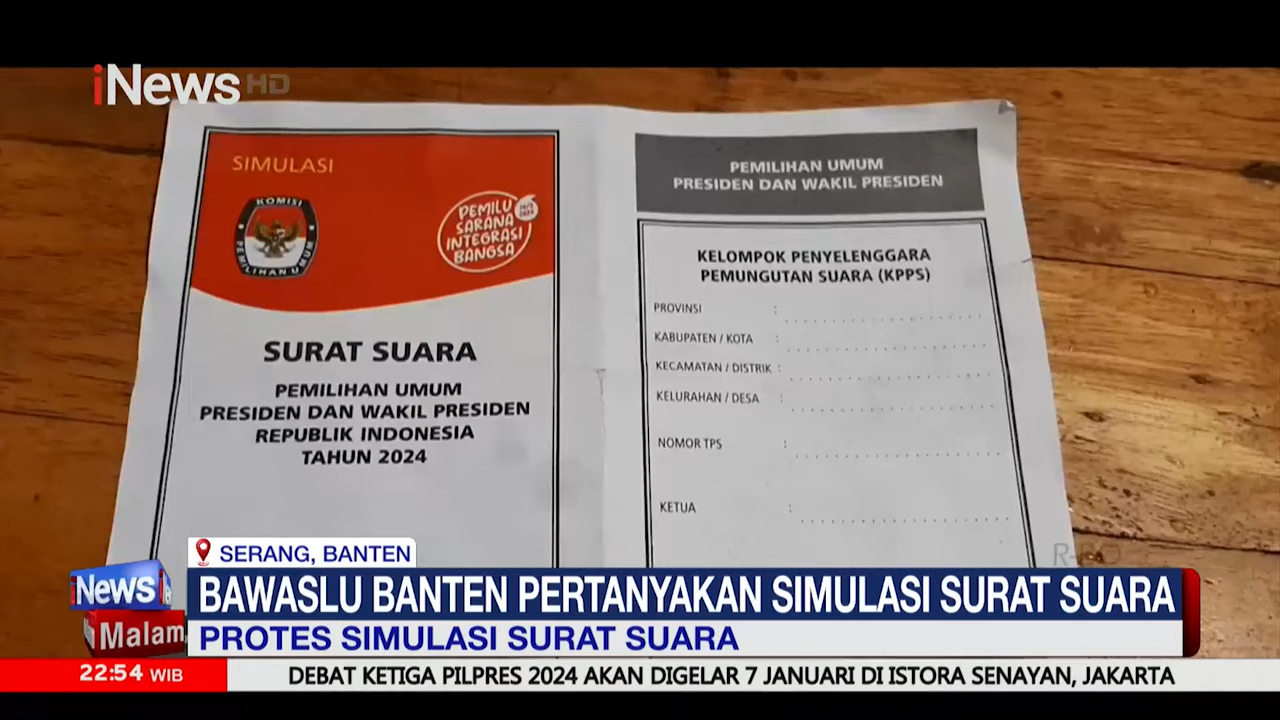 iNews HD
SIMULASI
KOMISI
PEMILIHAN UMUM
PEMILU
SARANA
INTEGRASI
BANGSA
SURAT SUARA
PEMILIHAN UMUM
PRESIDEN DAN WAKIL PRESIDEN
REPUBLIK INDONESIA
TAHUN 2024
PEMILIHAN UMUM
PRESIDEN DAN WAKIL PRESIDEN
KELOMPOK PENYELENGGARA
PEMUNGUTAN SUARA (KPPS)
PROVINSI :
KABUPATEN / KOTA :
KECAMATAN / DISTRIK :
KELURAHAN / DESA :
NOMOR TPS :
KETUA :
SERANG, BANTEN
iNews
Malam
BAWASLU BANTEN PERTANYAKAN SIMULASI SURAT SUARA
PROTES SIMULASI SURAT SUARA
22:54 WIB
DEBAT KETIGA PILPRES 2024 AKAN DIGELAR 7 JANUARI DI ISTORA SENAYAN, JAKARTA